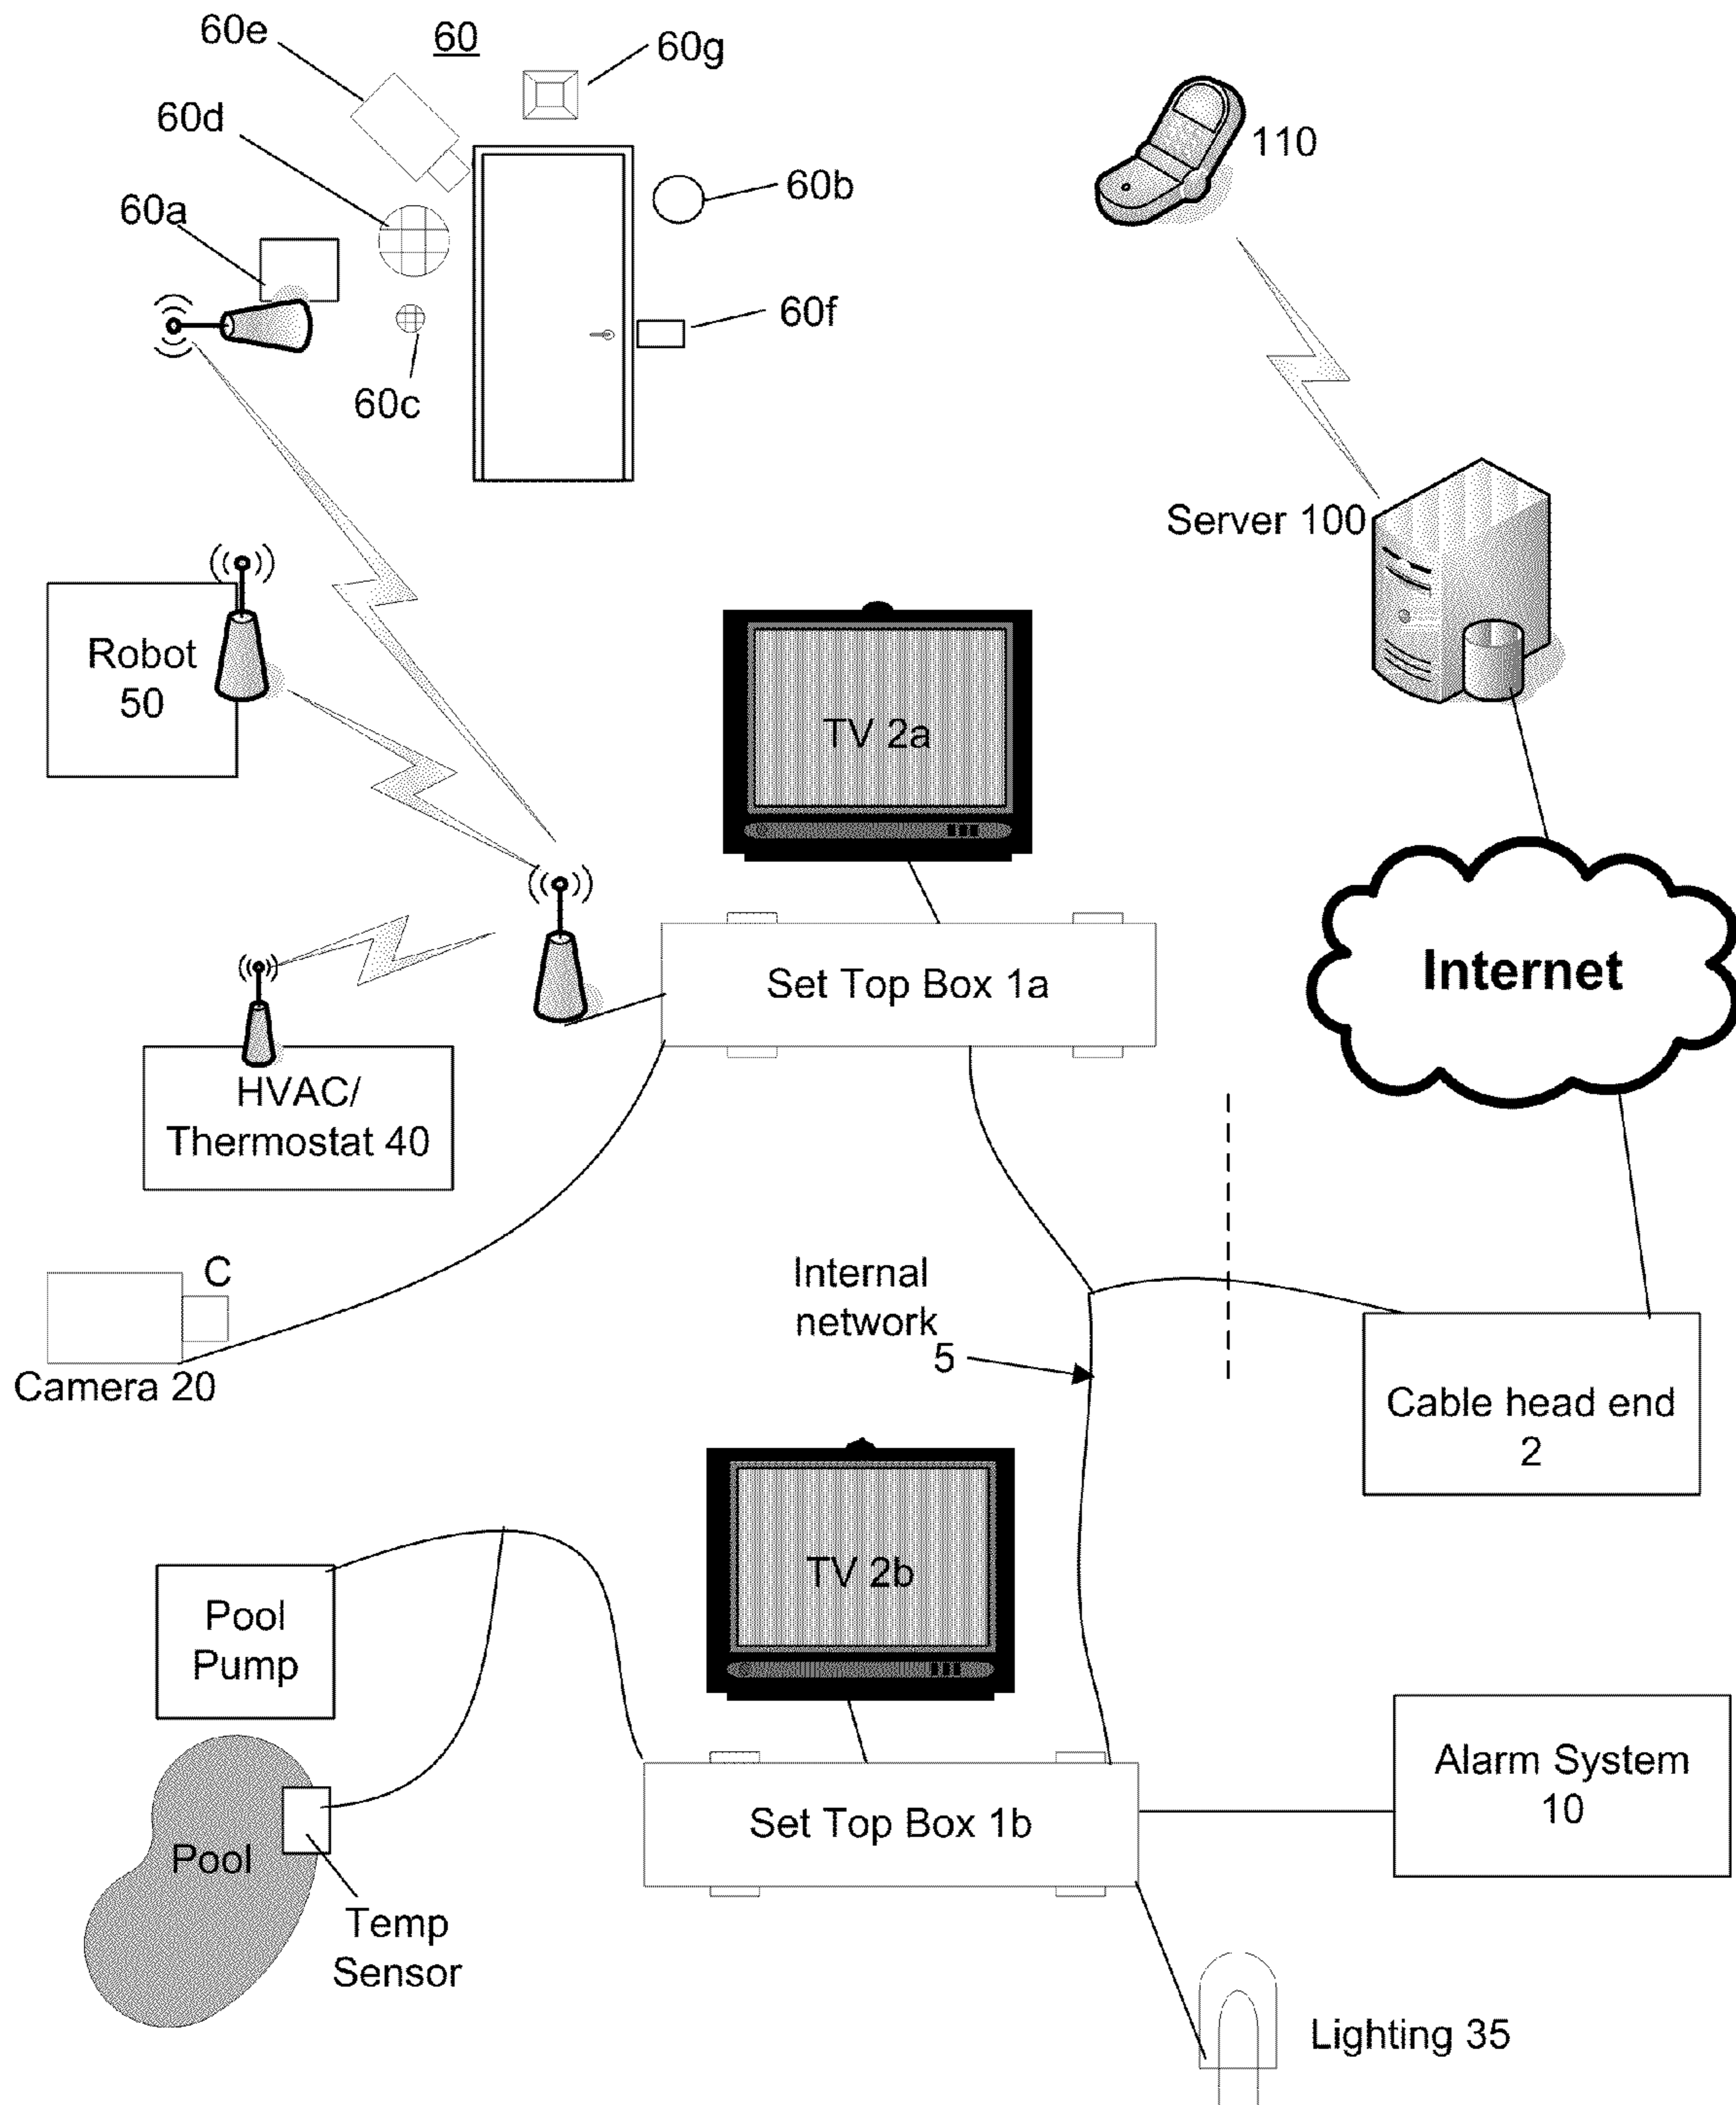 60e
60
60g
60d
110
60b
60a
60f
60c
Server 100
Robot
50
TV 2a
Internet
Set Top Box 1a
HVAC/
Thermostat 40
C
Camera 20
Internal
network
5
Cable head end
2
TV 2b
Pool
Pump
Alarm System
10
Set Top Box 1b
Pool
Temp
Sensor
Lighting 35